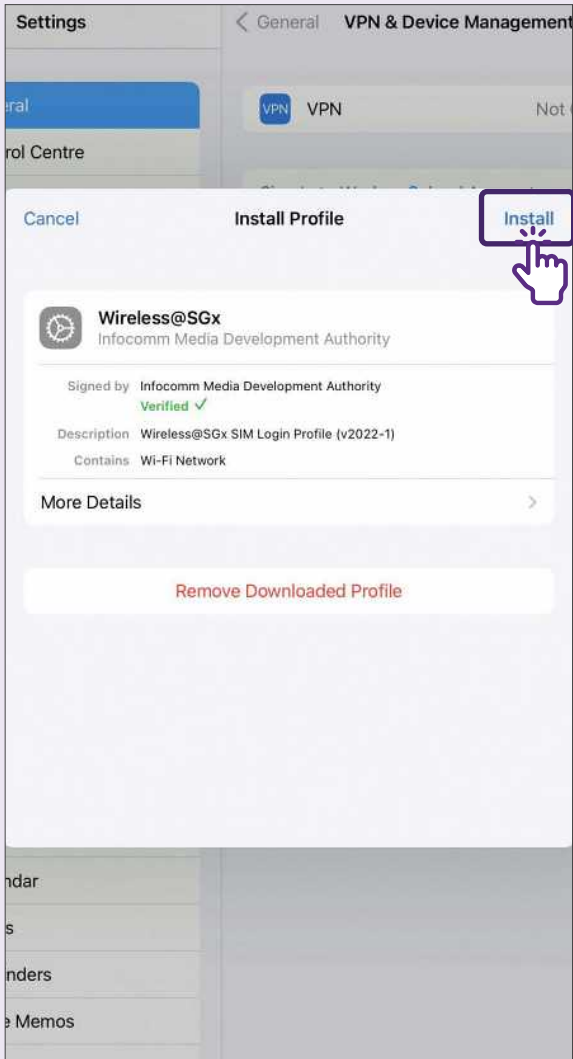 Settings
General
VPN & Device Management
VPN
VPN
Not
rol Centre
Cancel
Install Profile
Install
Wireless@SGx
Infocomm Media Development Authority
Signed by Infocomm Media Development Authority
Verified ✓
Description Wireless@SGx SIM Login Profile (v2022-1)
Contains Wi-Fi Network
More Details
Remove Downloaded Profile
ndar
s
nders
Memos